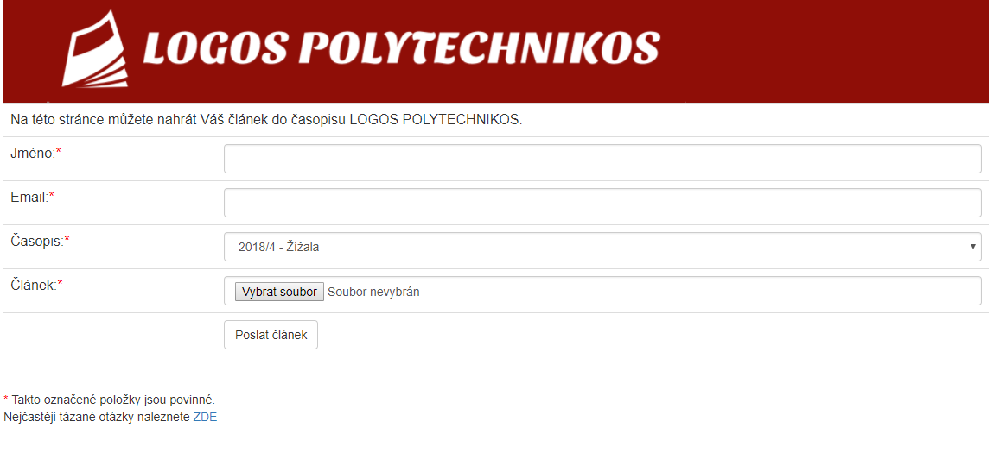 LOGOS POLYTECHNIKOS
Na této stránce můžete nahrát Váš článek do časopisu LOGOS POLYTECHNIKOS.
Jméno:*
Email:*
Časopis:*
2018/4 - Žížala
Článek:*
Vybrat soubor Soubor nevybrán
Poslat článek
* Takto označené položky jsou povinné.
Nejčastěji tázané otázky naleznete ZDE